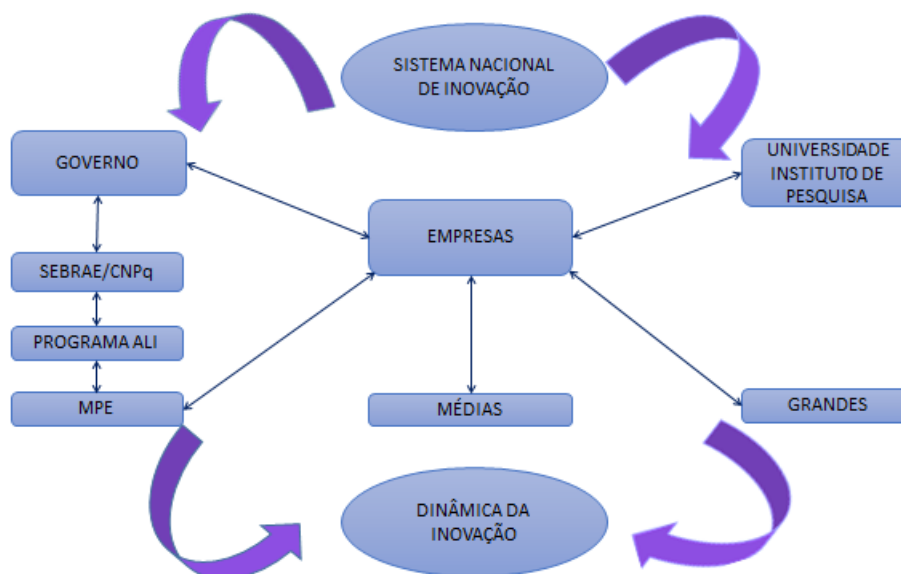 SISTEMA NACIONAL
DE INOVAÇÃO
GOVERNO
UNIVERSIDADE
INSTITUTO DE
PESQUISA
EMPRESAS
SEBRAE/CNPq
PROGRAMA ALI
MPE
MÉDIAS
GRANDES
DINÂMICA DA
INOVAÇÃO